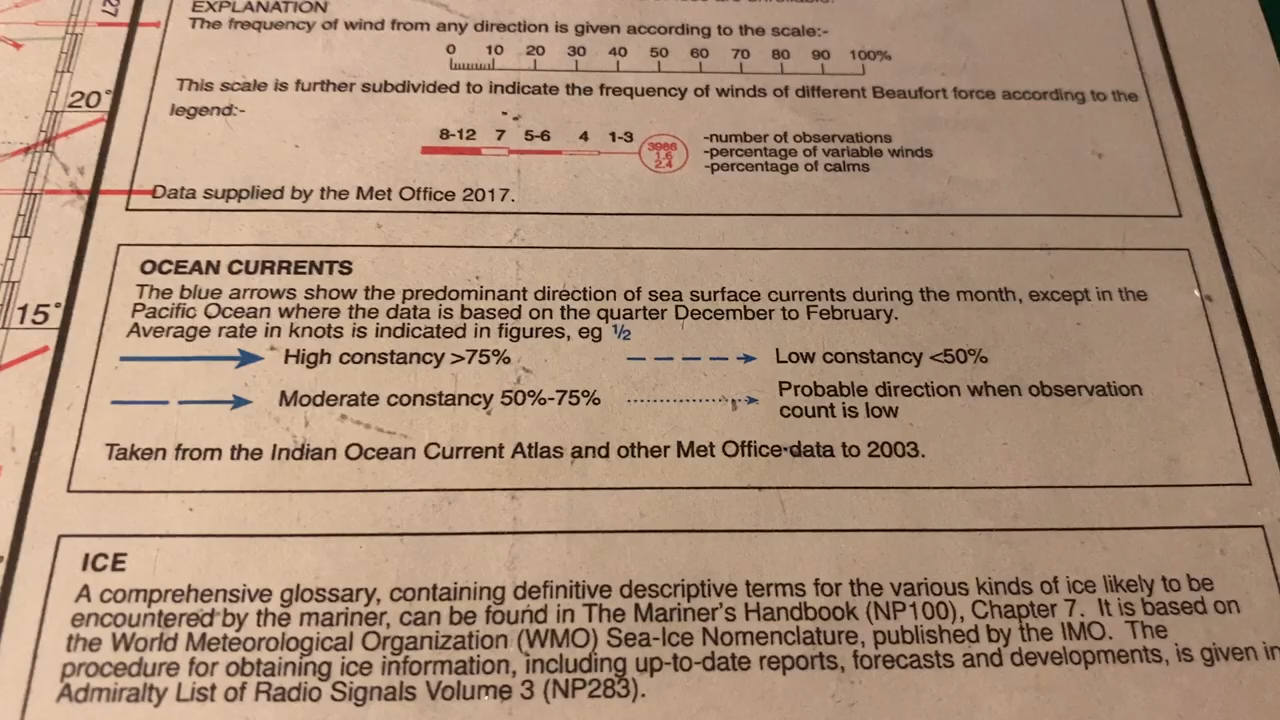 27
EXPLANATION
The frequency of wind from any direction is given according to the scale:-
0 10 20 30 40 50 60 70 80 90 100%
This scale is further subdivided to indicate the frequency of winds of different Beaufort force according to the
legend:-
8-12 7 5-6 4 1-3
3986
1.6
2.4
-number of observations
-percentage of variable winds
-percentage of calms
Data supplied by the Met Office 2017.
20°
15°
OCEAN CURRENTS
The blue arrows show the predominant direction of sea surface currents during the month, except in the
Pacific Ocean where the data is based on the quarter December to February.
Average rate in knots is indicated in figures, eg ½
High constancy >75%
Low constancy <50%
Moderate constancy 50%-75%
Probable direction when observation
count is low
Taken from the Indian Ocean Current Atlas and other Met Office data to 2003.
ICE
A comprehensive glossary, containing definitive descriptive terms for the various kinds of ice likely to be
encountered by the mariner, can be found in The Mariner's Handbook (NP100), Chapter 7. It is based on
the World Meteorological Organization (WMO) Sea-Ice Nomenclature, published by the IMO. The
procedure for obtaining ice information, including up-to-date reports, forecasts and developments, is given in
Admiralty List of Radio Signals Volume 3 (NP283).